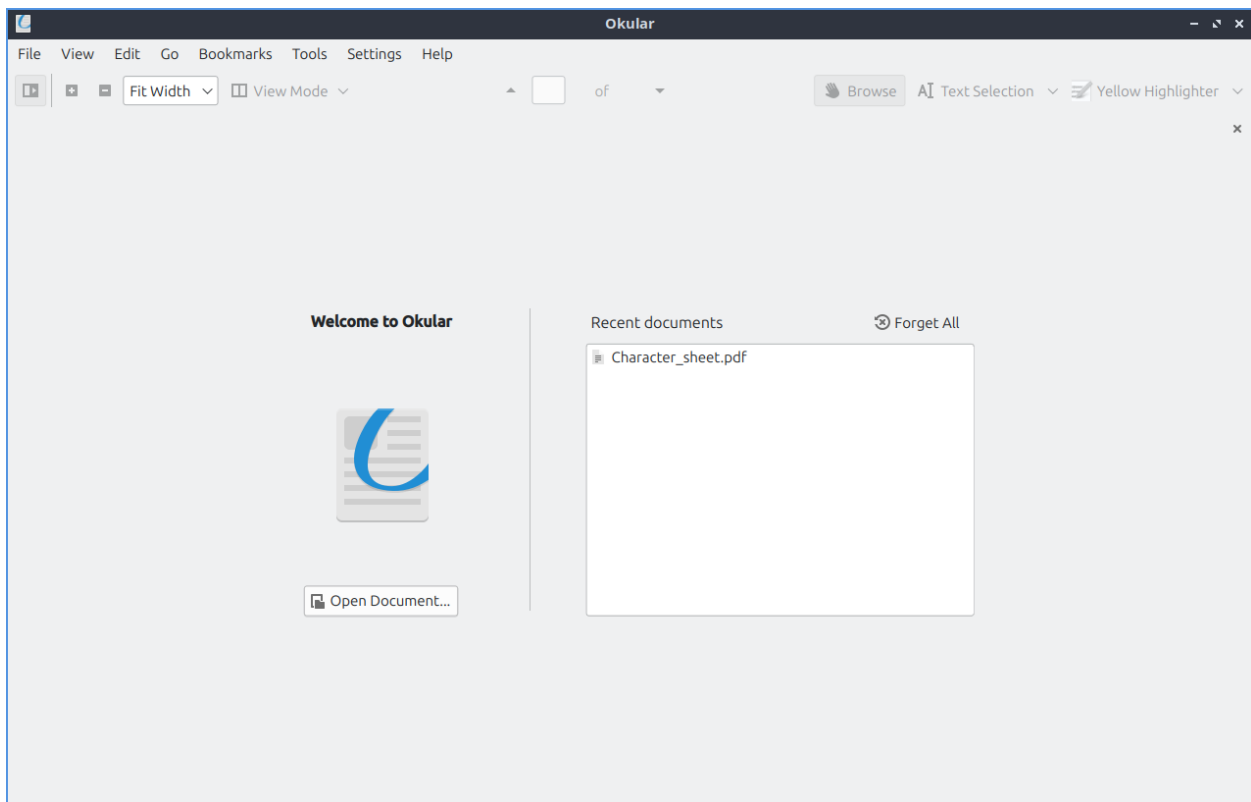 Okular
File View Edit Go Bookmarks Tools Settings Help
Fit Width View Mode of Browse Text Selection Yellow Highlighter
Welcome to Okular
Recent documents Forget All
Character_sheet.pdf
Open Document...